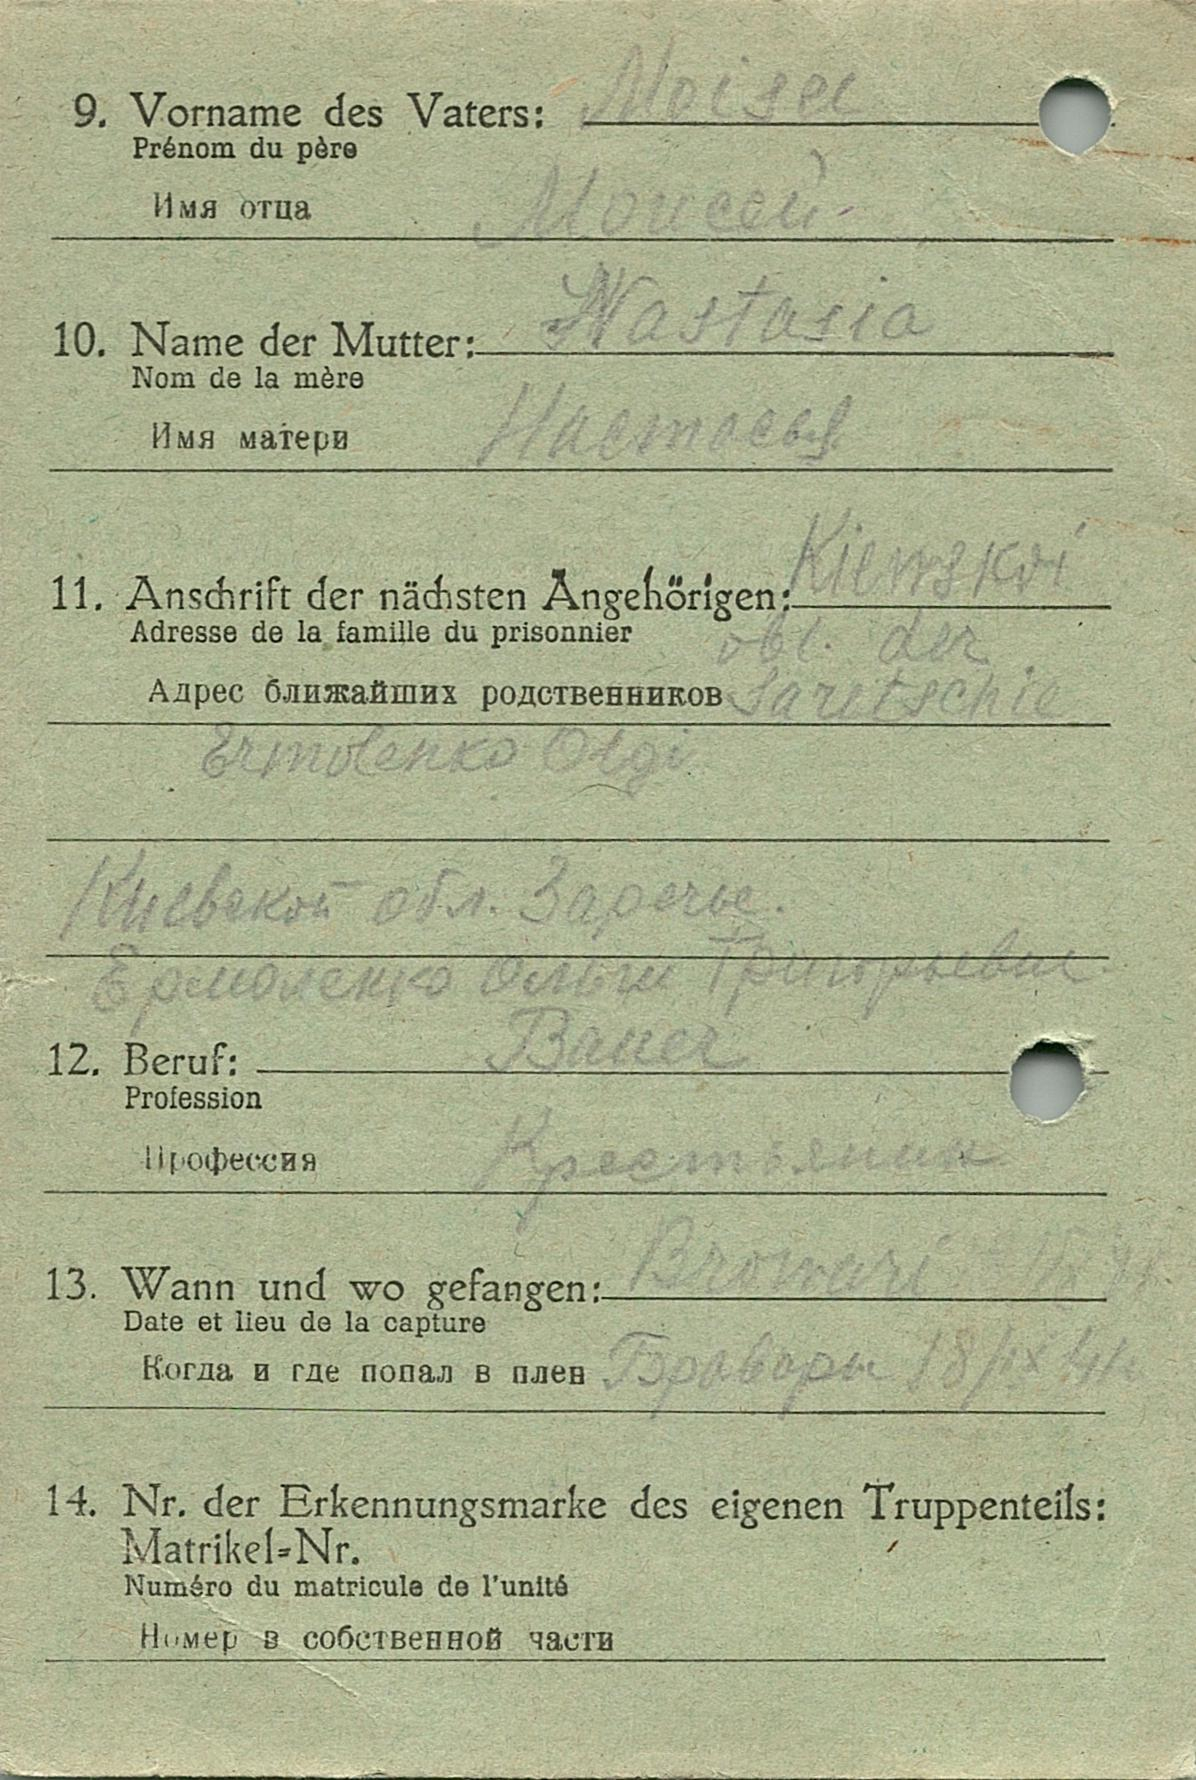 9. Vorname des Vaters: Moisei
Prénom du père
Имя отца Моисей
10. Name der Mutter: Nastasia
Nom de la mère
Имя матери Настасья
11. Anschrift der nächsten Angehörigen: Kiewskoi
Adresse de la famille du prisonnier obl. der
Адрес ближайших родственников Saretschie
Ermolenko Olgi
Киевской обл. Заречье.
Ермоленко Ольги
12. Beruf: Bauer
Profession
Профессия Крестьянин
13. Wann und wo gefangen: Browari
Date et lieu de la capture
Когда и где попал в плен 18/IX 41
14. Nr. der Erkennungsmarke des eigenen Truppenteils:
Matrikel=Nr.
Numéro du matricule de l'unité
Номер в собственной части